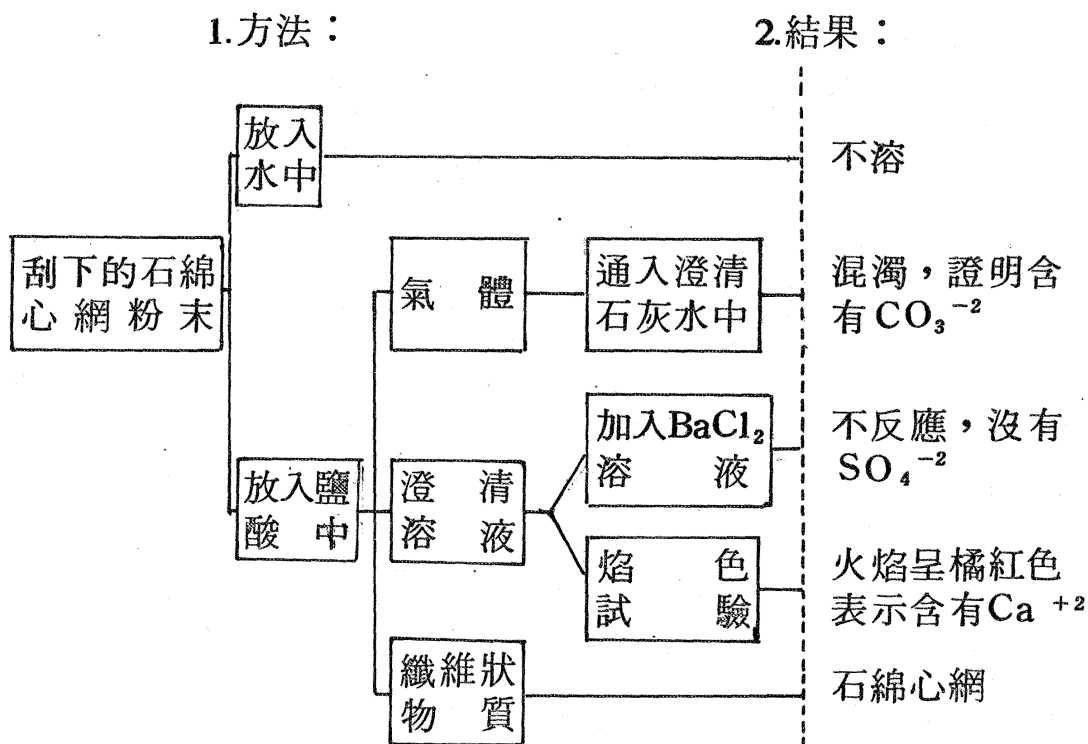 1.方法：
2.結果：
放入
水中
不溶
刮下的石綿
心網粉末
氣體
通入澄清
石灰水中
混濁，證明含
有CO₃⁻²
放入鹽
酸中
澄清
溶液
加入BaCl₂
溶液
不反應，沒有
SO₄⁻²
焰色
試驗
火焰呈橘紅色
表示含有Ca⁺²
纖維狀
物質
石綿心網